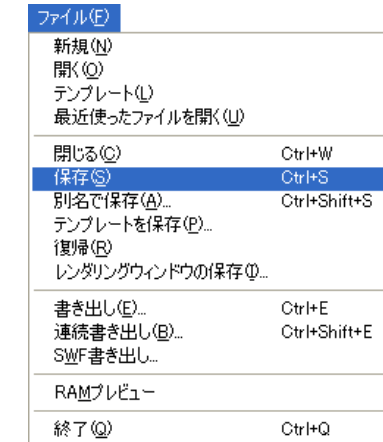 ファイル(F)
新規(N)
開く(O)
テンプレート(L)
最近使ったファイルを開く(U)
閉じる(C) Ctrl+W
保存(S) Ctrl+S
別名で保存(A)... Ctrl+Shift+S
テンプレートを保存(P)...
復帰(R)
レンダリングウィンドウの保存(I)...
書き出し(E)... Ctrl+E
連続書き出し(B)... Ctrl+Shift+E
SWF書き出し...
RAMプレビュー
終了(Q) Ctrl+Q